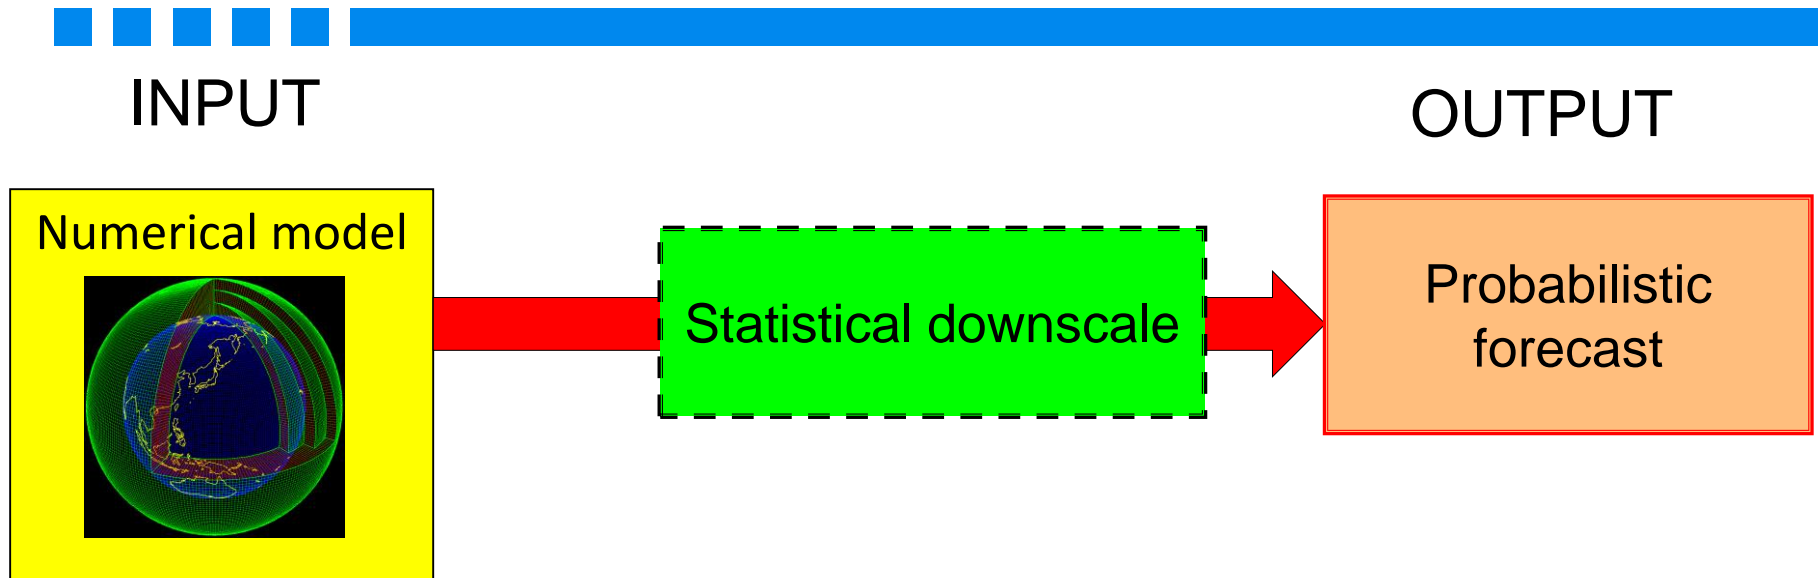 INPUT
OUTPUT
Numerical model
Statistical downscale
Probabilistic
forecast